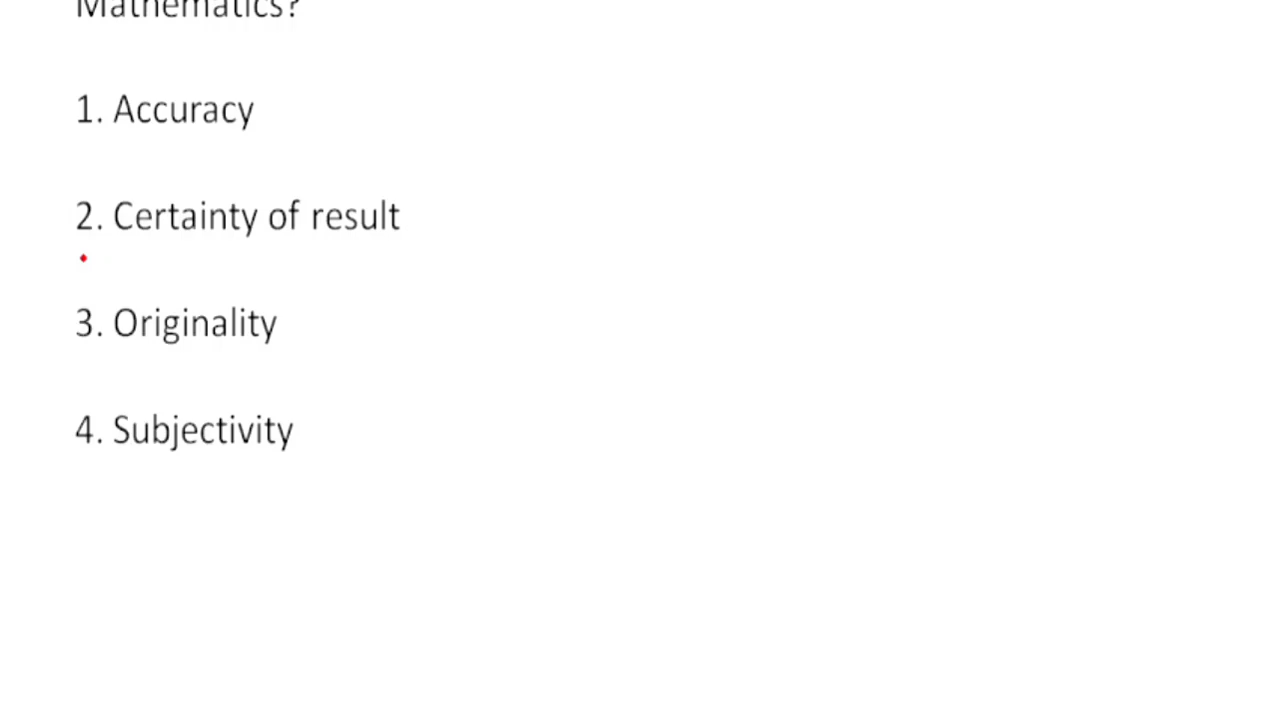 Mathematics?
1. Accuracy
2. Certainty of result
3. Originality
4. Subjectivity